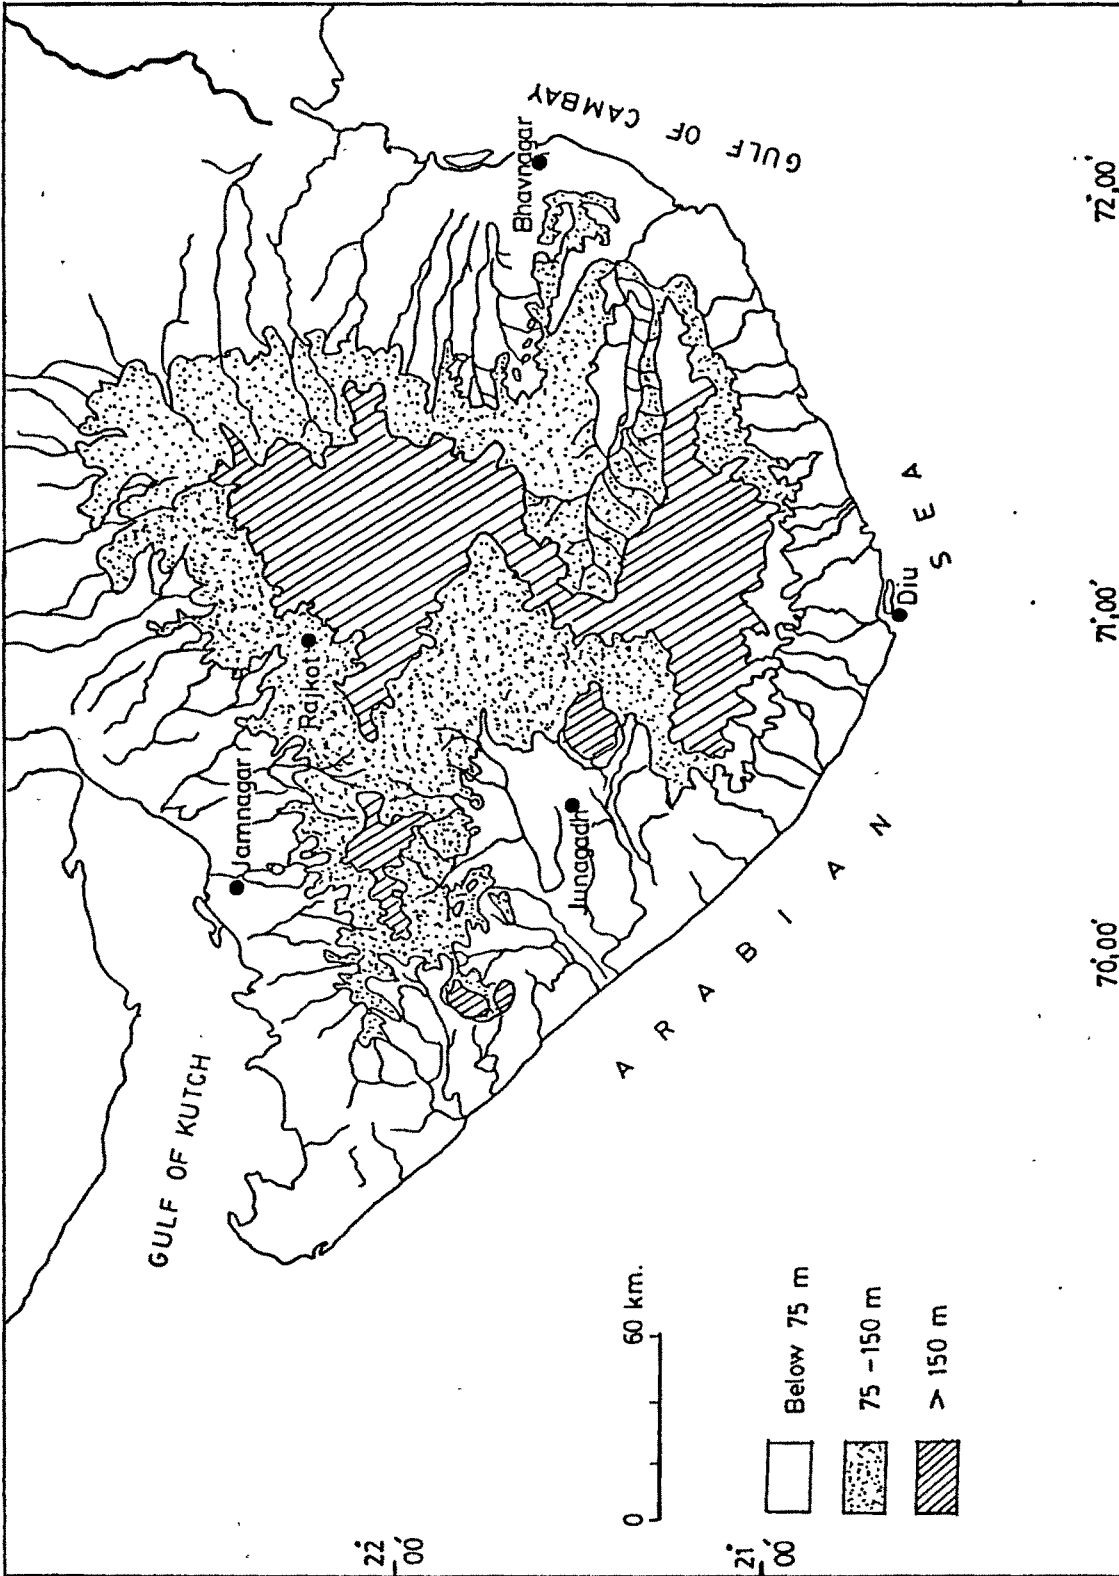 GULF OF KUTCH
Jamnagar
Rajkot
Junagadh
Bhavnagar
GULF OF CAMBAY
Diu
ARABIAN SEA
22°00'
21°00'
70°,00'
71°,00'
72°,00'
0 60 km.
Below 75 m
75 - 150 m
> 150 m